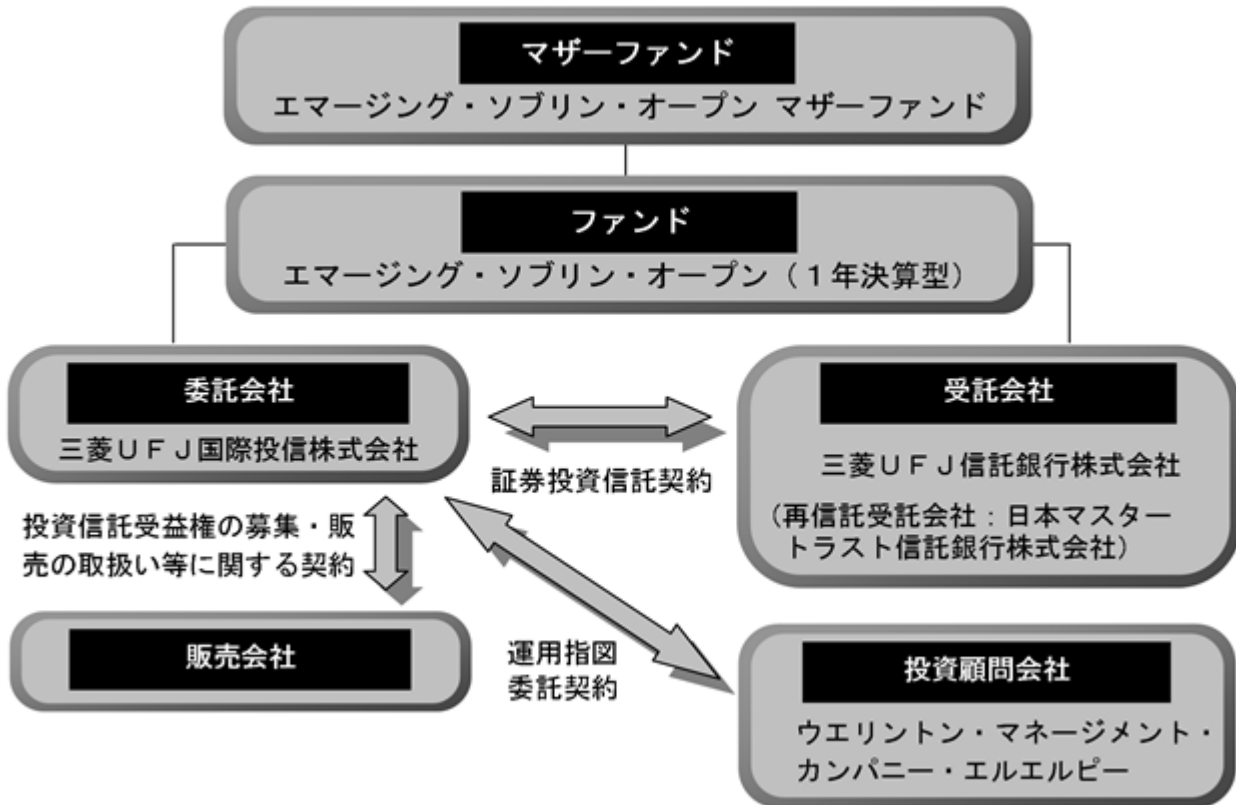 マザーファンド
エマージング・ソブリン・オープン マザーファンド
ファンド
エマージング・ソブリン・オープン(1年決算型)
委託会社
三菱UFJ国際投信株式会社
受託会社
三菱UFJ信託銀行株式会社
(再信託受託会社:日本マスター
トラスト信託銀行株式会社)
証券投資信託契約
投資信託受益権の募集・販
売の取扱い等に関する契約
販売会社
運用指図
委託契約
投資顧問会社
ウエリントン・マネージメント・
カンパニー・エルエルピー